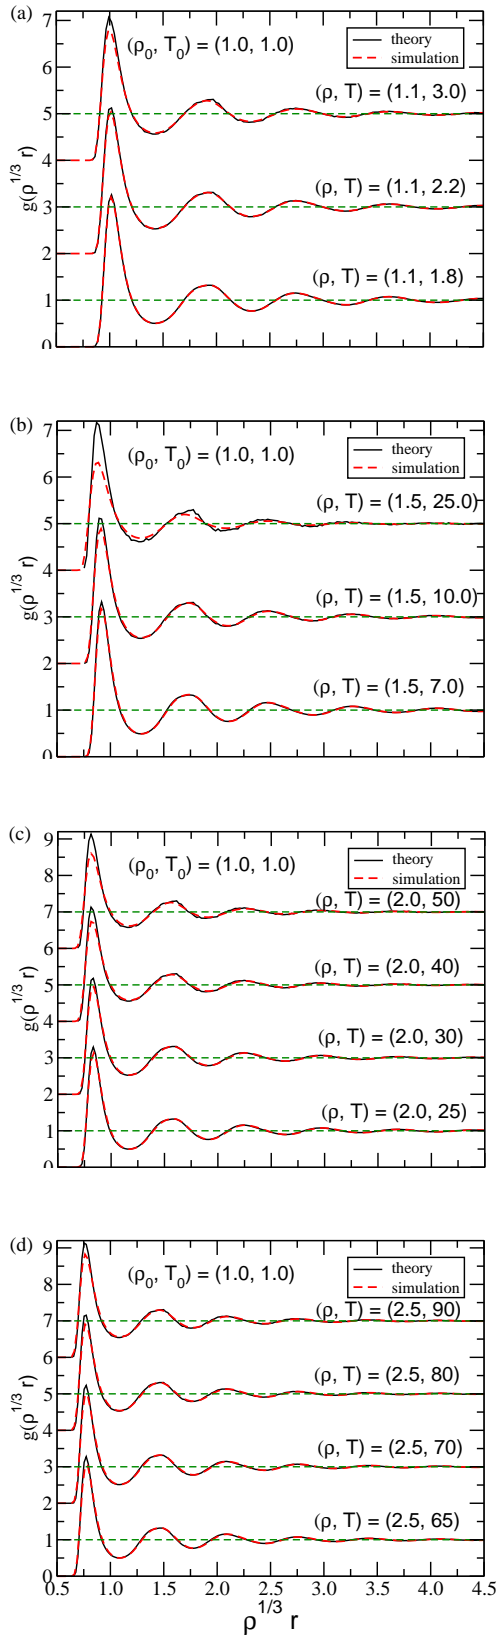 (a)
7
6
5
4
3
2
1
0
g(ρ^1/3 r)
(ρ0, T0) = (1.0, 1.0)
theory
simulation
(ρ, T) = (1.1, 3.0)
(ρ, T) = (1.1, 2.2)
(ρ, T) = (1.1, 1.8)
(b)
7
6
5
4
3
2
1
0
g(ρ^1/3 r)
(ρ0, T0) = (1.0, 1.0)
theory
simulation
(ρ, T) = (1.5, 25.0)
(ρ, T) = (1.5, 10.0)
(ρ, T) = (1.5, 7.0)
(c)
9
8
7
6
5
4
3
2
1
0
g(ρ^1/3 r)
(ρ0, T0) = (1.0, 1.0)
theory
simulation
(ρ, T) = (2.0, 50)
(ρ, T) = (2.0, 40)
(ρ, T) = (2.0, 30)
(ρ, T) = (2.0, 25)
(d)
9
8
7
6
5
4
3
2
1
0
g(ρ^1/3 r)
(ρ0, T0) = (1.0, 1.0)
theory
simulation
(ρ, T) = (2.5, 90)
(ρ, T) = (2.5, 80)
(ρ, T) = (2.5, 70)
(ρ, T) = (2.5, 65)
0.5 1.0 1.5 2.0 2.5 3.0 3.5 4.0 4.5
ρ^1/3 r